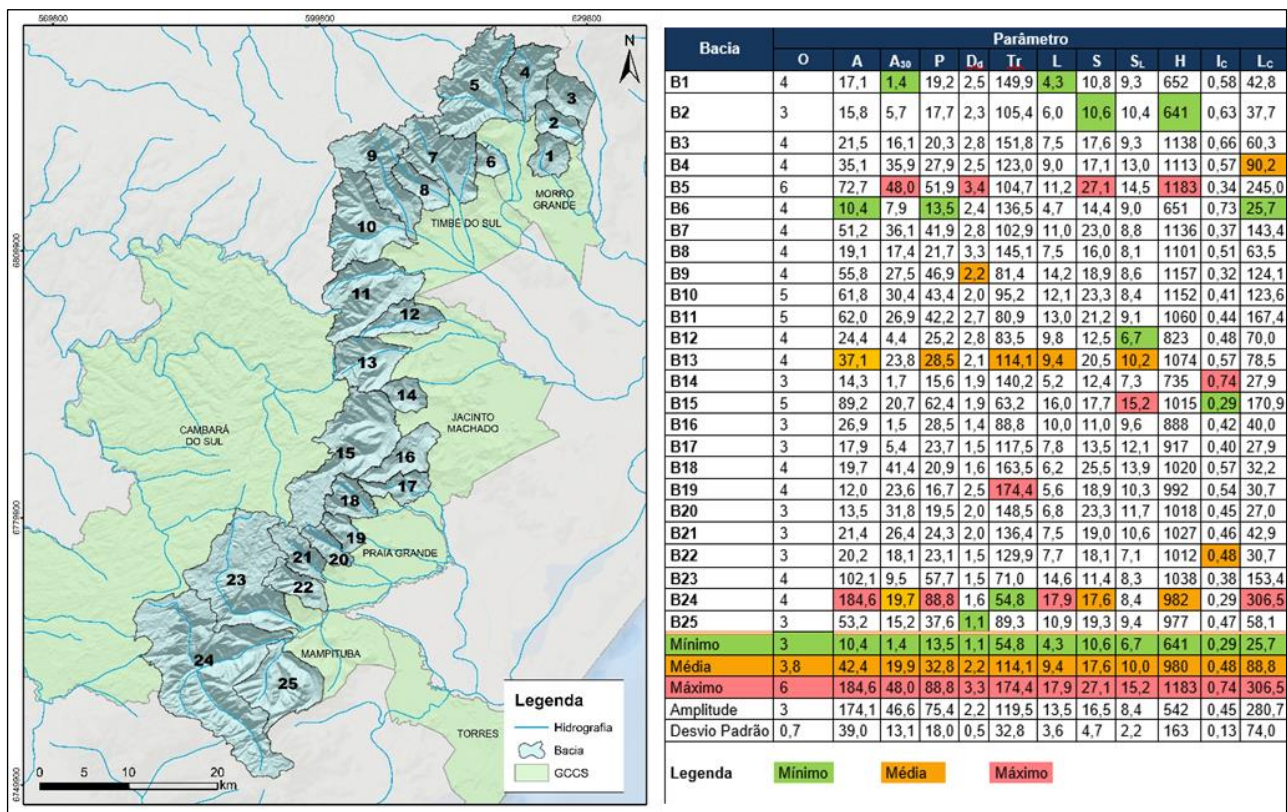 569800 599800 629800
N
5 4
3
2
1
9 7
6
8
MORRO
GRANDE
TIMBÉ DO SUL
10
6809800
11
12
13
14
JACINTO
MACHADO
CAMBARÁ
DO SUL
15 16
17
18
6779800
19
PRAIA GRANDE
21 20
22
23
MAMPITUBA
24
25
TORRES
Legenda
Hidrografia
Bacia
GCCS
0 10 20
km
6749800
Bacia Parâmetro
O A A30 P Dd Tr L S SL H IC LC
B1 4 17,1 1,4 19,2 2,5 149,9 4,3 10,8 9,3 652 0,58 42,8
B2 3 15,8 5,7 17,7 2,3 105,4 6,0 10,6 10,4 641 0,63 37,7
B3 4 21,5 16,1 20,3 2,8 151,8 7,5 17,6 9,3 1138 0,66 60,3
B4 4 35,1 35,9 27,9 2,5 123,0 9,0 17,1 13,0 1113 0,57 90,2
B5 6 72,7 48,0 51,9 3,4 104,7 11,2 27,1 14,5 1183 0,34 245,0
B6 4 10,4 7,9 13,5 2,4 136,5 4,7 14,4 9,0 651 0,73 25,7
B7 4 51,2 36,1 41,9 2,8 102,9 11,0 23,0 8,8 1136 0,37 143,4
B8 4 19,1 17,4 21,7 3,3 145,1 7,5 16,0 8,1 1101 0,51 63,5
B9 4 55,8 27,5 46,9 2,2 81,4 14,2 18,9 8,6 1157 0,32 124,1
B10 5 61,8 30,4 43,4 2,0 95,2 12,1 23,3 8,4 1152 0,41 123,6
B11 5 62,0 26,9 42,2 2,7 80,9 13,0 21,2 9,1 1060 0,44 167,4
B12 4 24,4 4,4 25,2 2,8 83,5 9,8 12,5 6,7 823 0,48 70,0
B13 4 37,1 23,8 28,5 2,1 114,1 9,4 20,5 10,2 1074 0,57 78,5
B14 3 14,3 1,7 15,6 1,9 140,2 5,2 12,4 7,3 735 0,74 27,9
B15 5 89,2 20,7 62,4 1,9 63,2 16,0 17,7 15,2 1015 0,29 170,9
B16 3 26,9 1,5 28,5 1,4 88,8 10,0 11,0 9,6 888 0,42 40,0
B17 3 17,9 5,4 23,7 1,5 117,5 7,8 13,5 12,1 917 0,40 27,9
B18 4 19,7 41,4 20,9 1,6 163,5 6,2 25,5 13,9 1020 0,57 32,2
B19 4 12,0 23,6 16,7 2,5 174,4 5,6 18,9 10,3 992 0,54 30,7
B20 3 13,5 31,8 19,5 2,0 148,5 6,8 23,3 11,7 1018 0,45 27,0
B21 3 21,4 26,4 24,3 2,0 136,4 7,5 19,0 10,6 1027 0,46 42,9
B22 3 20,2 18,1 23,1 1,5 129,9 7,7 18,1 7,1 1012 0,48 30,7
B23 4 102,1 9,5 57,7 1,5 71,0 14,6 11,4 8,3 1038 0,38 153,4
B24 4 184,6 19,7 88,8 1,6 54,8 17,9 17,6 8,4 982 0,29 306,5
B25 3 53,2 15,2 37,6 1,1 89,3 10,9 19,3 9,4 977 0,47 58,1
Mínimo 3 10,4 1,4 13,5 1,1 54,8 4,3 10,6 6,7 641 0,29 25,7
Média 3,8 42,4 19,9 32,8 2,2 114,1 9,4 17,6 10,0 980 0,48 88,8
Máximo 6 184,6 48,0 88,8 3,3 174,4 17,9 27,1 15,2 1183 0,74 306,5
Amplitude 3 174,1 46,6 75,4 2,2 119,5 13,5 16,5 8,4 542 0,45 280,7
Desvio Padrão 0,7 39,0 13,1 18,0 0,5 32,8 3,6 4,7 2,2 163 0,13 74,0
Legenda Mínimo Média Máximo